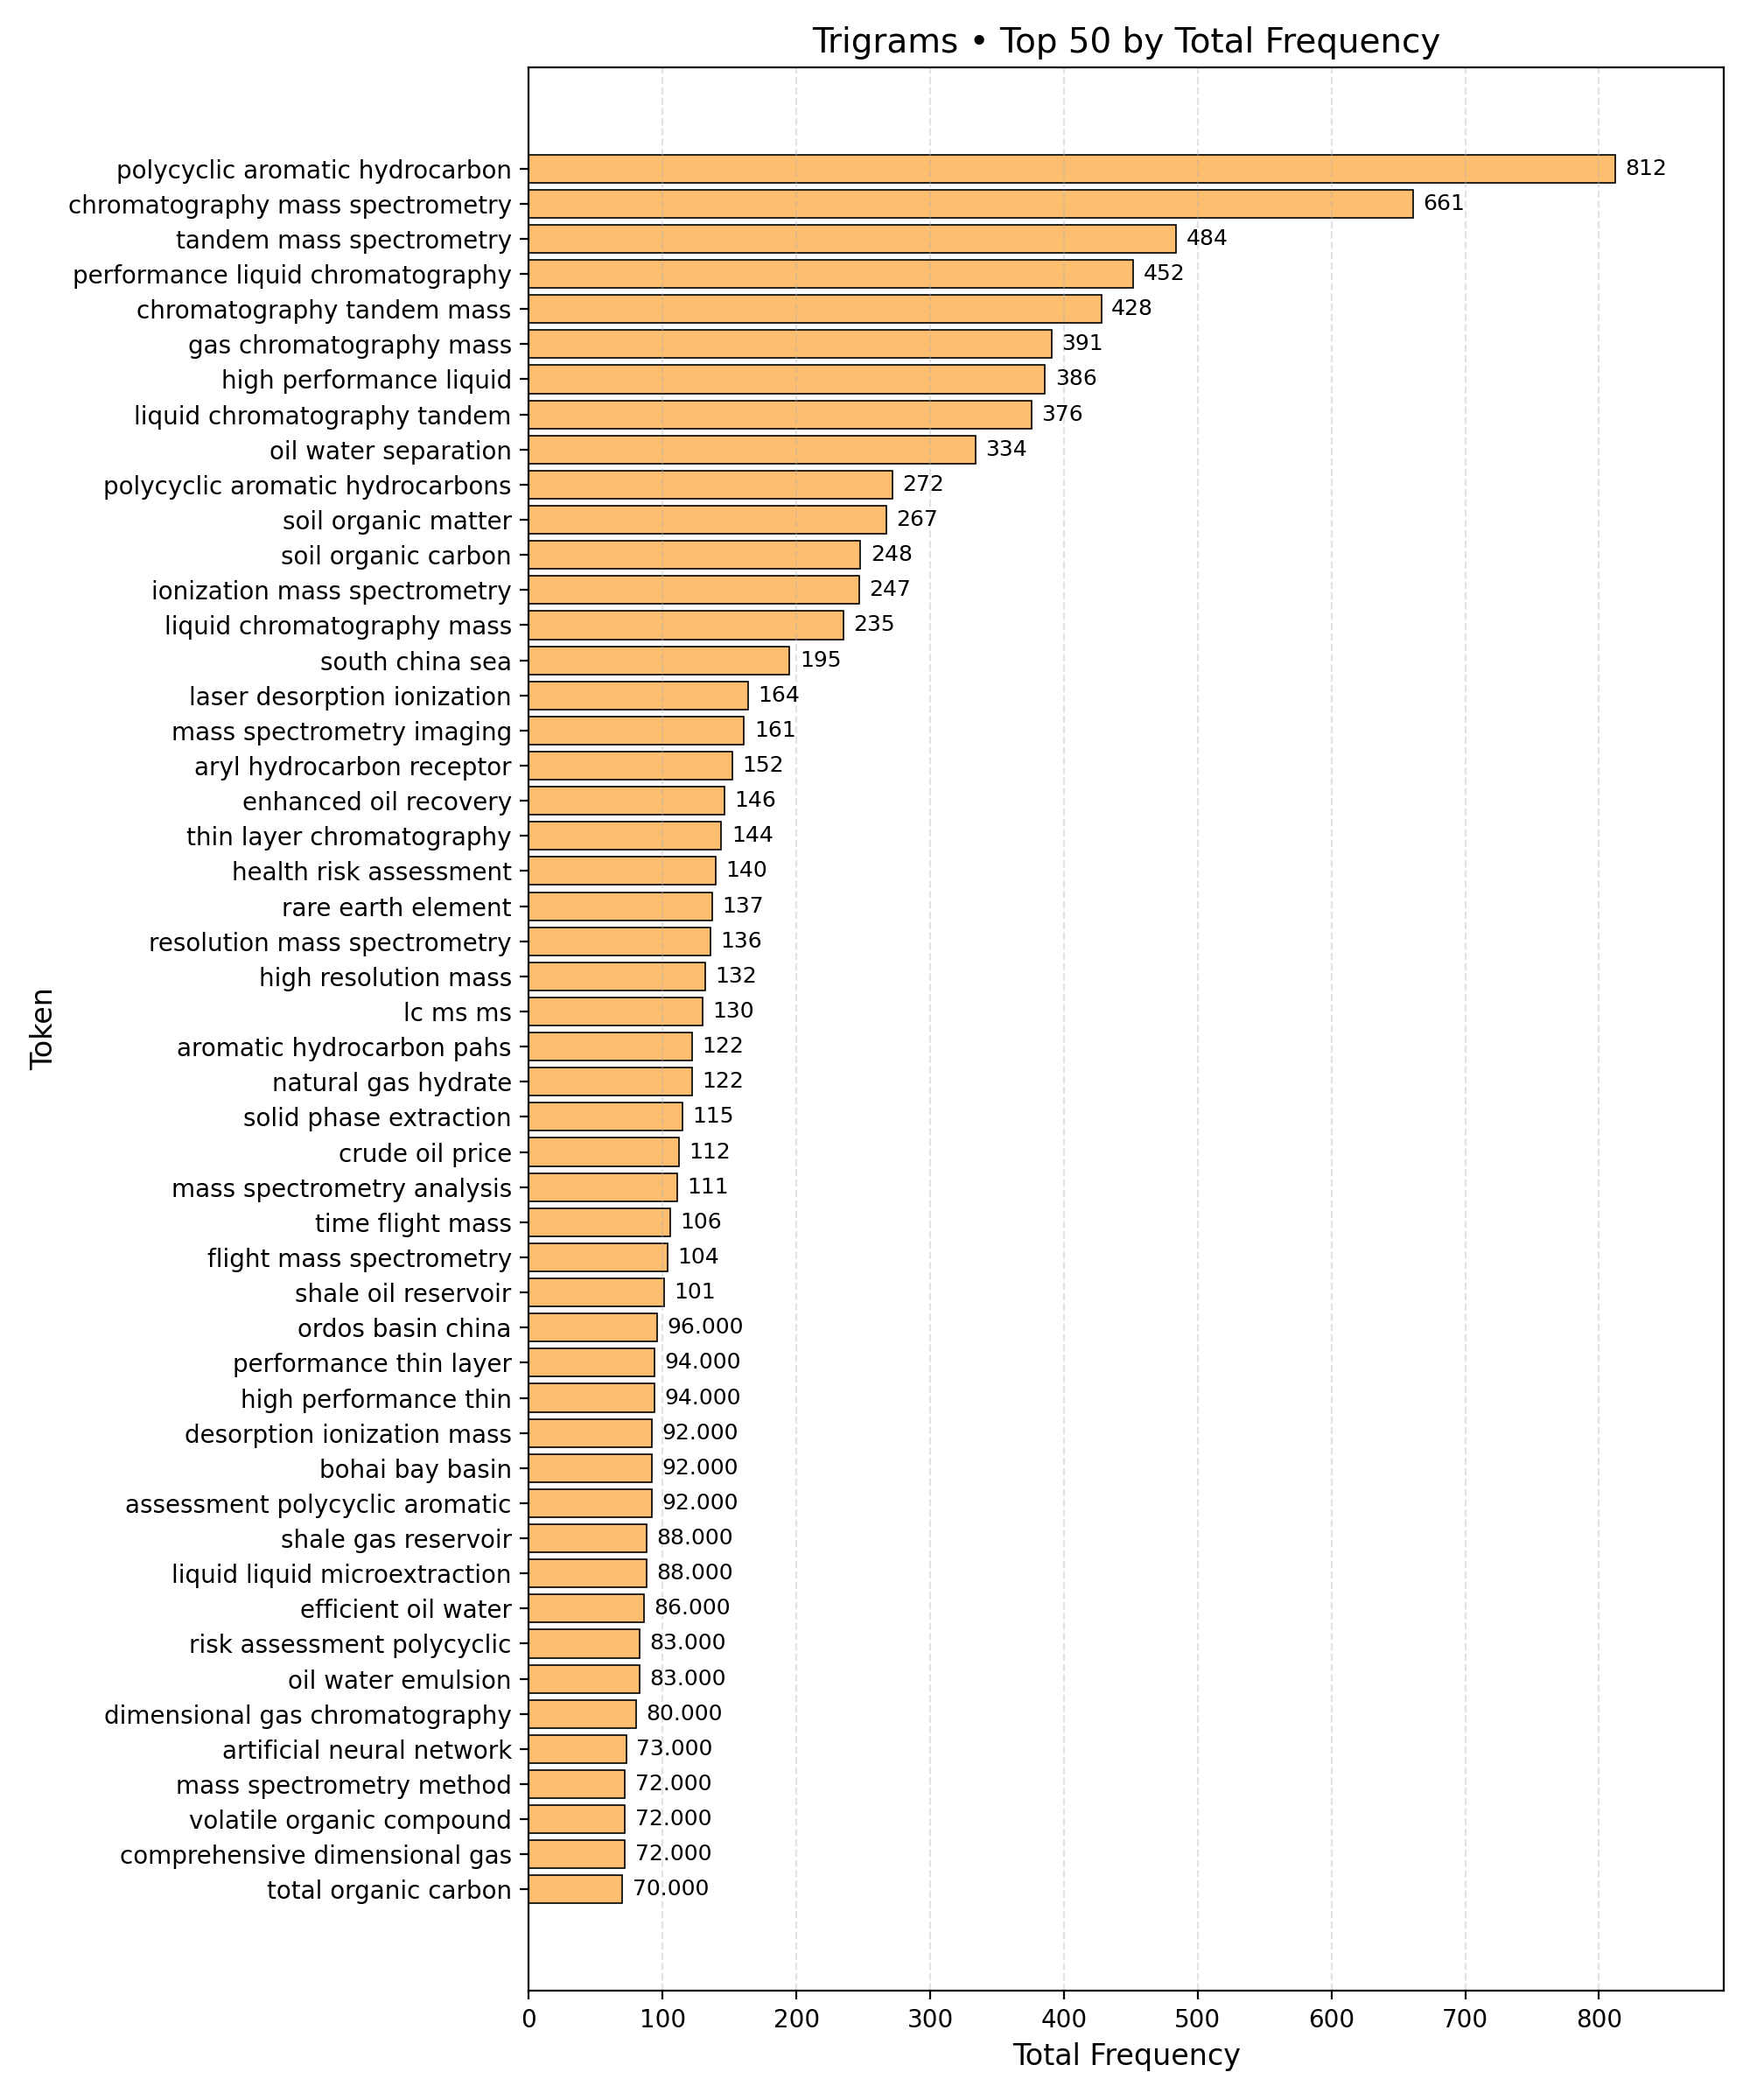 Trigrams • Top 50 by Total Frequency
polycyclic aromatic hydrocarbon 812
chromatography mass spectrometry 661
tandem mass spectrometry 484
performance liquid chromatography 452
chromatography tandem mass 428
gas chromatography mass 391
high performance liquid 386
liquid chromatography tandem 376
oil water separation 334
polycyclic aromatic hydrocarbons 272
soil organic matter 267
soil organic carbon 248
ionization mass spectrometry 247
liquid chromatography mass 235
south china sea 195
laser desorption ionization 164
mass spectrometry imaging 161
aryl hydrocarbon receptor 152
enhanced oil recovery 146
thin layer chromatography 144
health risk assessment 140
rare earth element 137
resolution mass spectrometry 136
high resolution mass 132
lc ms ms 130
aromatic hydrocarbon pahs 122
natural gas hydrate 122
solid phase extraction 115
crude oil price 112
mass spectrometry analysis 111
time flight mass 106
flight mass spectrometry 104
shale oil reservoir 101
ordos basin china 96.000
performance thin layer 94.000
high performance thin 94.000
desorption ionization mass 92.000
bohai bay basin 92.000
assessment polycyclic aromatic 92.000
shale gas reservoir 88.000
liquid liquid microextraction 88.000
efficient oil water 86.000
risk assessment polycyclic 83.000
oil water emulsion 83.000
dimensional gas chromatography 80.000
artificial neural network 73.000
mass spectrometry method 72.000
volatile organic compound 72.000
comprehensive dimensional gas 72.000
total organic carbon 70.000
0 100 200 300 400 500 600 700 800
Total Frequency
Token